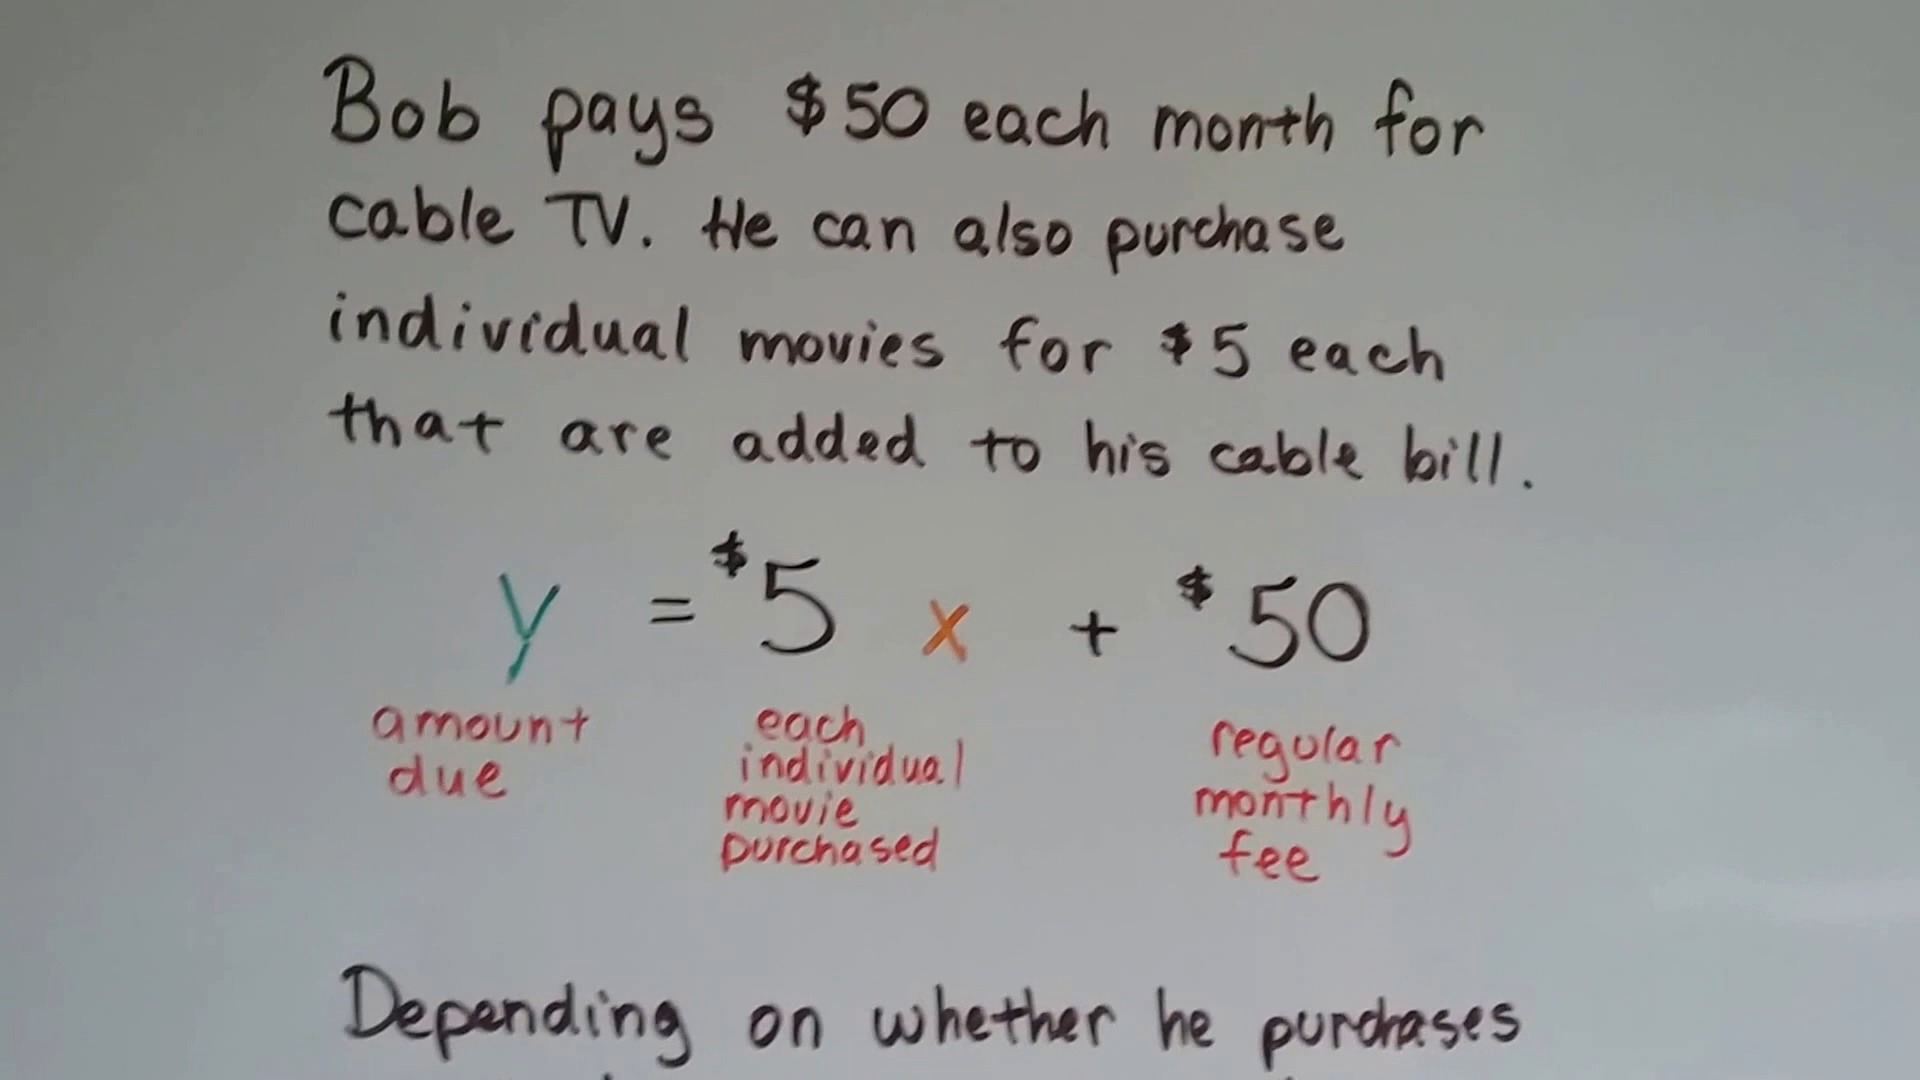 Bob pays $50 each month for
cable TV. He can also purchase
individual movies for $5 each
that are added to his cable bill.
y = $5 x + $50
amount
due
each
individual
movie
purchased
regular
monthly
fee
Depending on whether he purchases